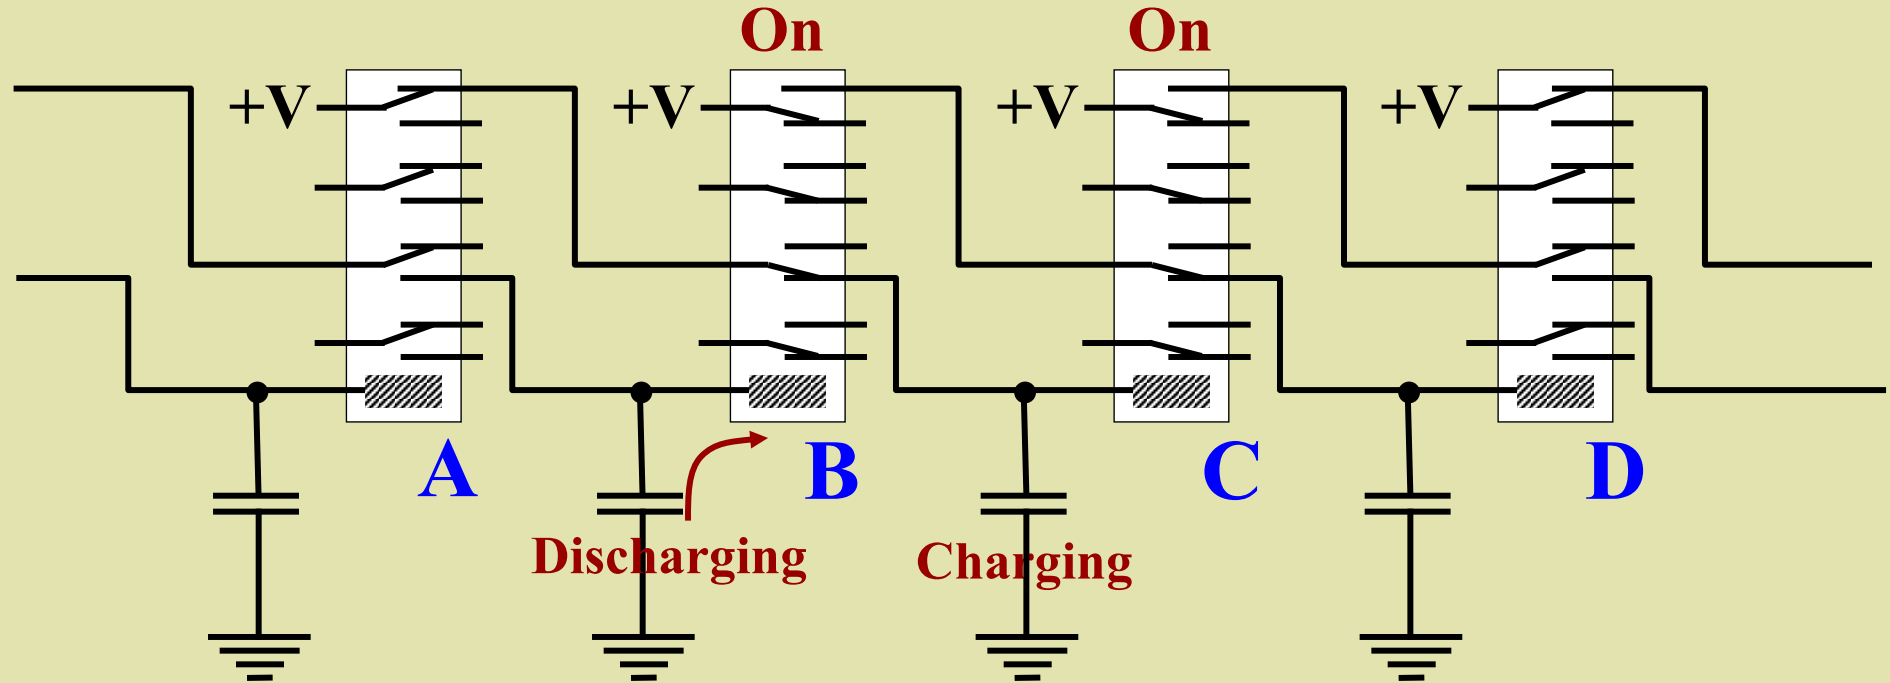 On On
+V +V +V +V
A B C D
Discharging Charging